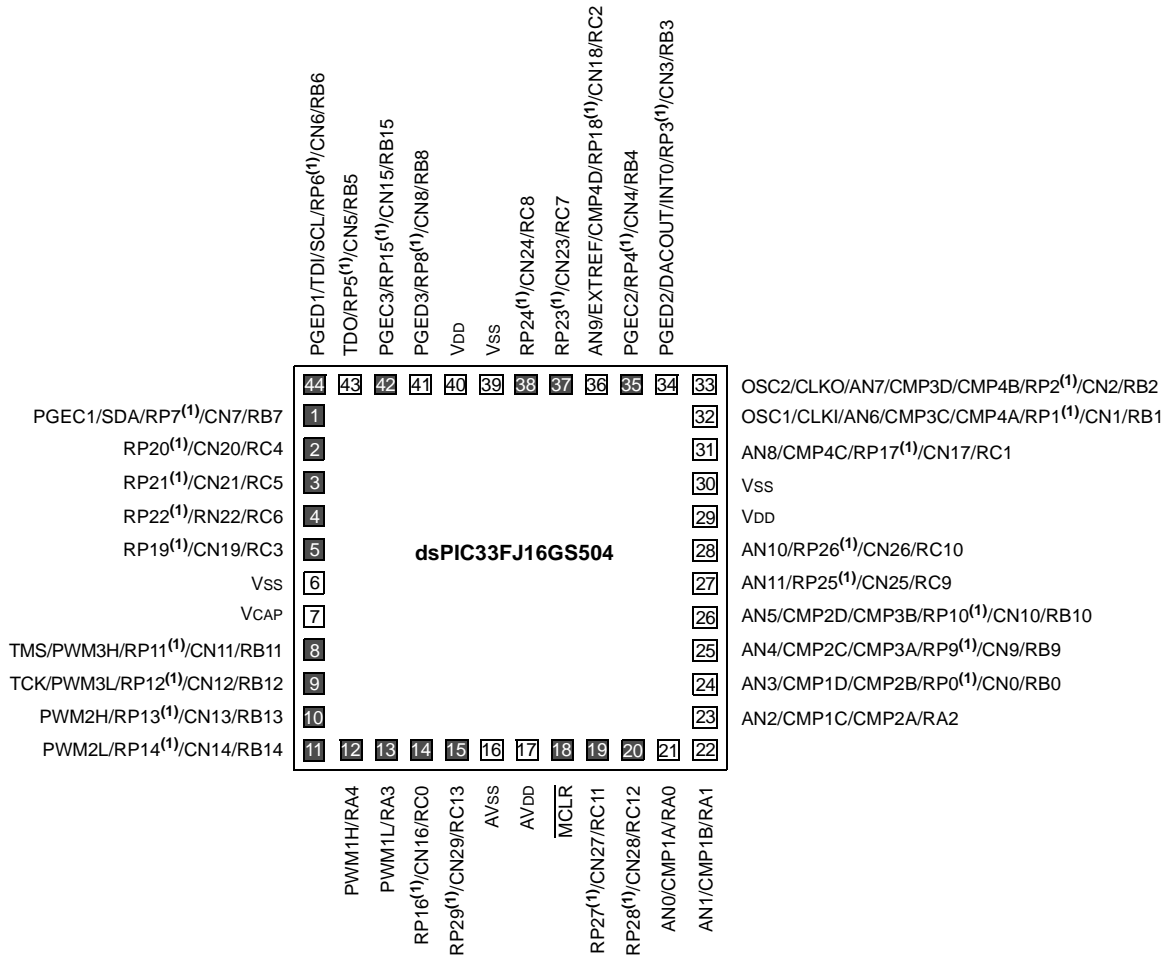 PGED1/TDI/SCL/RP6(1)/CN6/RB6
TDO/RP5(1)/CN5/RB5
PGEC3/RP15(1)/CN15/RB15
PGED3/RP8(1)/CN8/RB8
VDD
VSS
RP24(1)/CN24/RC8
RP23(1)/CN23/RC7
AN9/EXTREF/CMP4D/RP18(1)/CN18/RC2
PGEC2/RP4(1)/CN4/RB4
PGED2/DACOUT/INT0/RP3(1)/CN3/RB3
44 43 42 41 40 39 38 37 36 35 34 33 OSC2/CLKO/AN7/CMP3D/CMP4B/RP2(1)/CN2/RB2
PGEC1/SDA/RP7(1)/CN7/RB7 1 32 OSC1/CLKI/AN6/CMP3C/CMP4A/RP1(1)/CN1/RB1
RP20(1)/CN20/RC4 2 31 AN8/CMP4C/RP17(1)/CN17/RC1
RP21(1)/CN21/RC5 3 30 VSS
RP22(1)/RN22/RC6 4 29 VDD
RP19(1)/CN19/RC3 5 dsPIC33FJ16GS504 28 AN10/RP26(1)/CN26/RC10
VSS 6 27 AN11/RP25(1)/CN25/RC9
VCAP 7 26 AN5/CMP2D/CMP3B/RP10(1)/CN10/RB10
TMS/PWM3H/RP11(1)/CN11/RB11 8 25 AN4/CMP2C/CMP3A/RP9(1)/CN9/RB9
TCK/PWM3L/RP12(1)/CN12/RB12 9 24 AN3/CMP1D/CMP2B/RP0(1)/CN0/RB0
PWM2H/RP13(1)/CN13/RB13 10 23 AN2/CMP1C/CMP2A/RA2
PWM2L/RP14(1)/CN14/RB14 11 12 13 14 15 16 17 18 19 20 21 22
PWM1H/RA4
PWM1L/RA3
RP16(1)/CN16/RC0
RP29(1)/CN29/RC13
AVSS
AVDD
MCLR
RP27(1)/CN27/RC11
RP28(1)/CN28/RC12
AN0/CMP1A/RA0
AN1/CMP1B/RA1